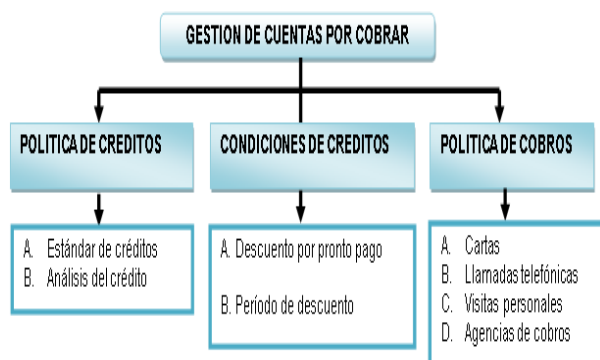 GESTION DE CUENTAS POR COBRAR
POLITICA DE CREDITOS
CONDICIONES DE CREDITOS
POLITICA DE COBROS
A. Estándar de créditos
B. Análisis del crédito
A. Descuento por pronto pago
B. Período de descuento
A. Cartas
B. Llamadas telefónicas
C. Visitas personales
D. Agencias de cobros